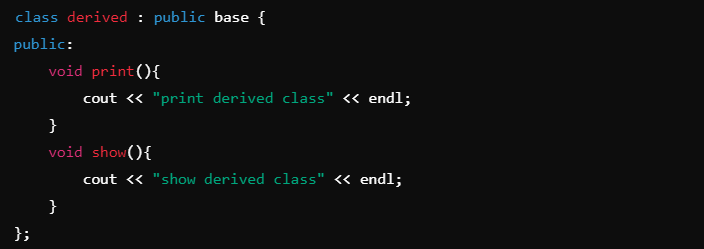 class derived : public base {
public:
    void print(){
        cout << "print derived class" << endl;
    }
    void show(){
        cout << "show derived class" << endl;
    }
};